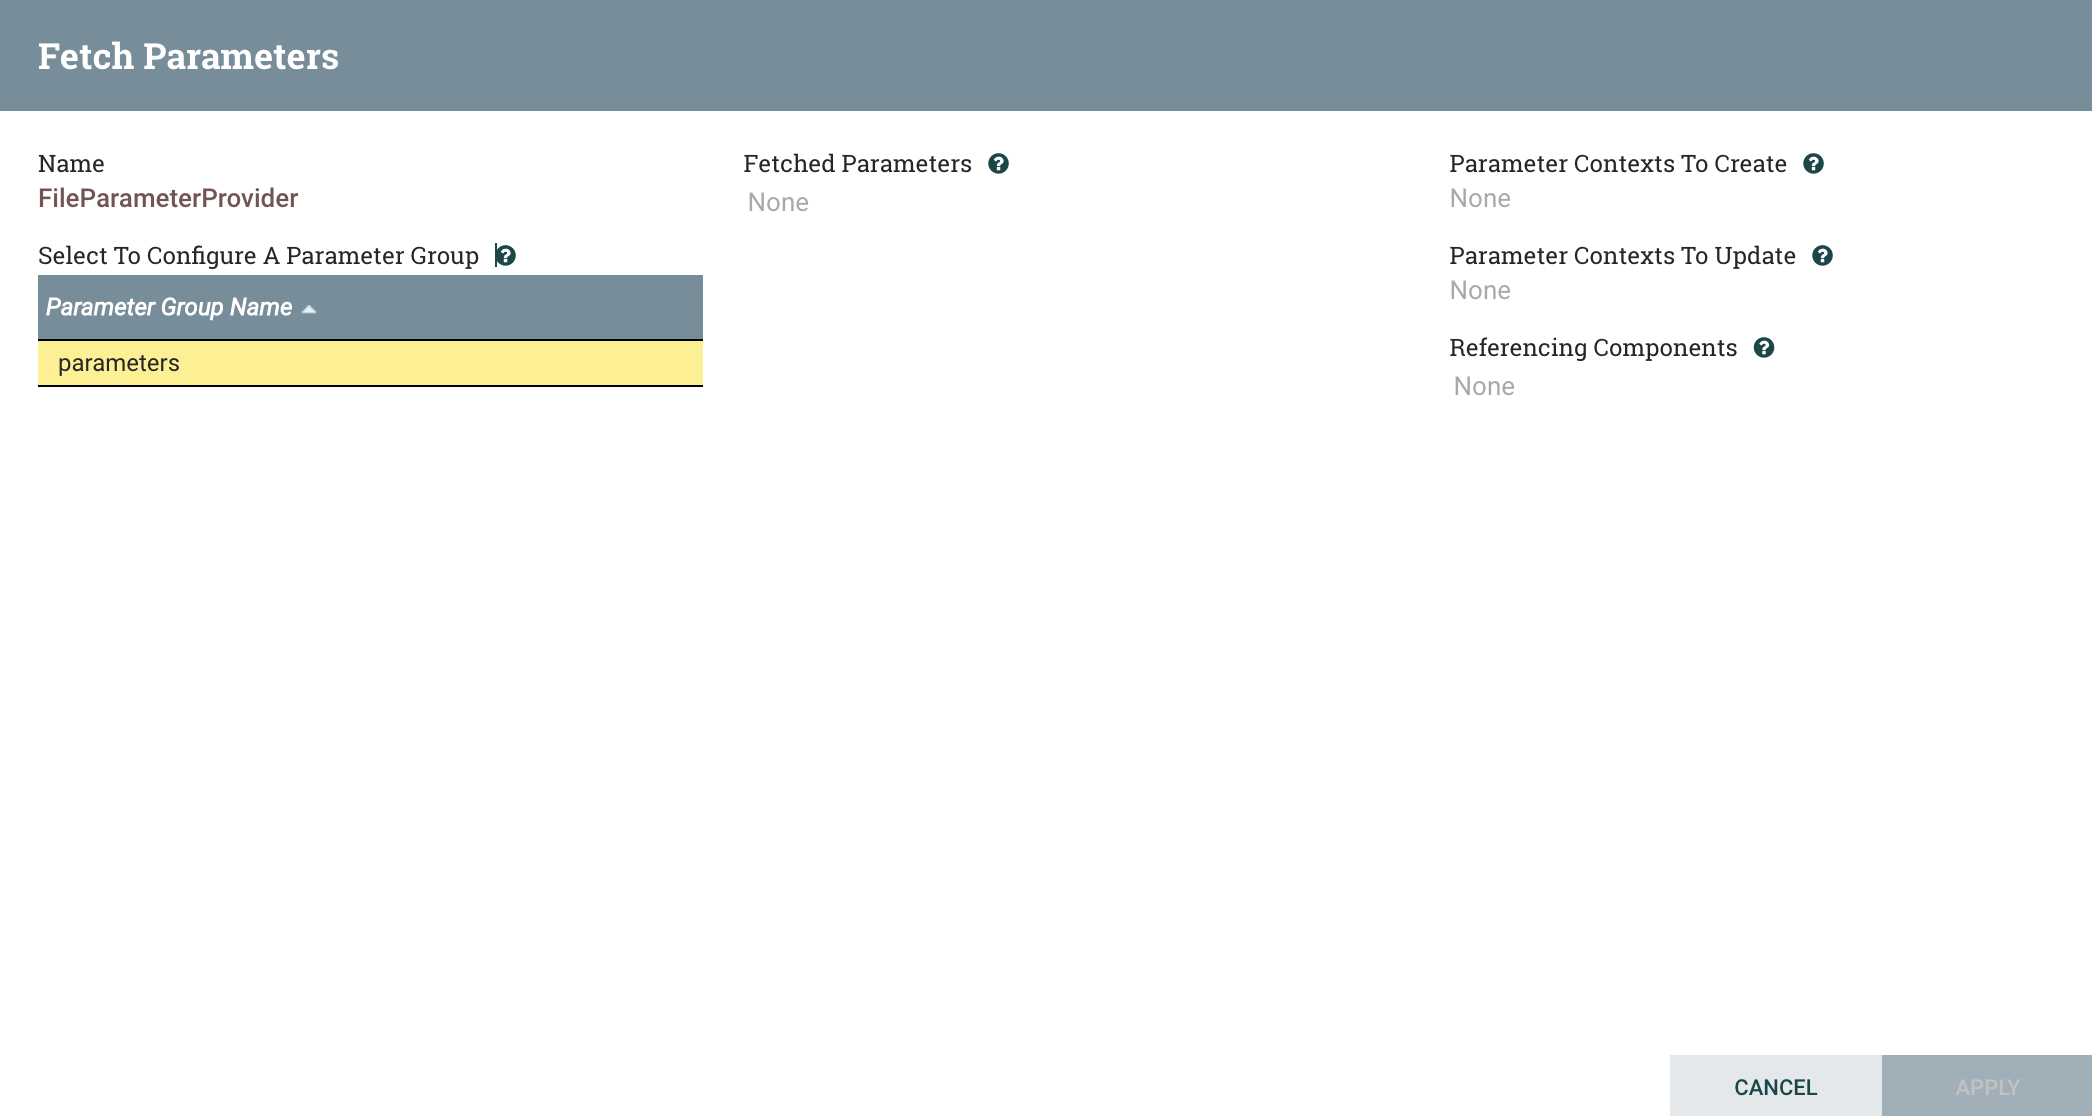 Fetch Parameters
Name
FileParameterProvider
Select To Configure A Parameter Group
Parameter Group Name
parameters
Fetched Parameters
None
Parameter Contexts To Create
None
Parameter Contexts To Update
None
Referencing Components
None
CANCEL
APPLY